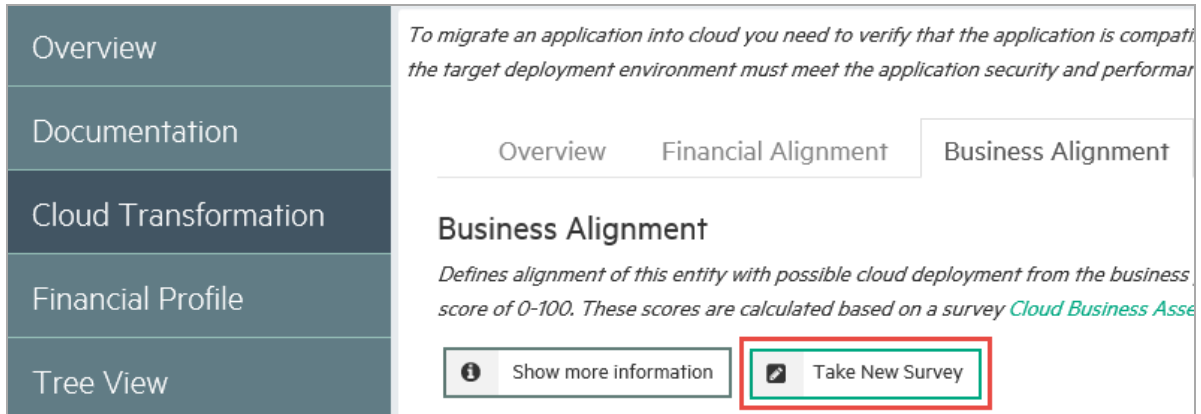 Overview
Documentation
Cloud Transformation
Financial Profile
Tree View
To migrate an application into cloud you need to verify that the application is
the target deployment environment must meet the application security and
Overview Financial Alignment Business Alignment
Business Alignment
Defines alignment of this entity with possible cloud deployment from the business
score of 0-100. These scores are calculated based on a survey Cloud Business
Show more information Take New Survey